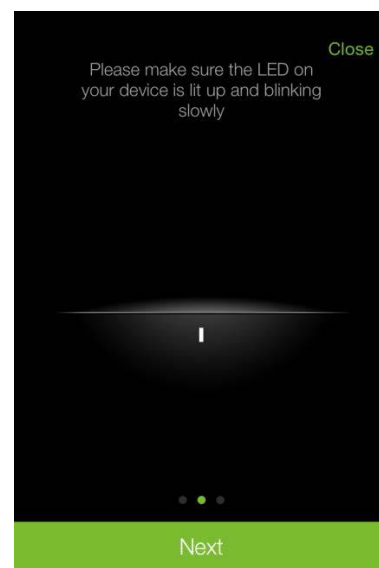 Close
Please make sure the LED on
your device is lit up and blinking
slowly
Next